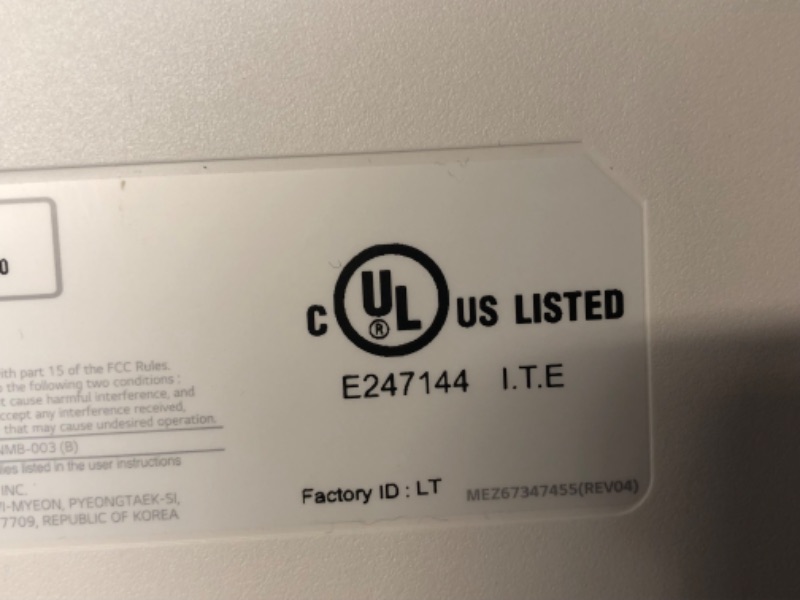 0
with part 15 of the FCC Rules.
the following two conditions :
cause harmful interference, and
accept any interference received,
that may cause undesired operation.
NMB-003 (B)
listed in the user instructions
INC.
PYEONGTAEK-SI,
7709, REPUBLIC OF KOREA
C UL ® US LISTED
E247144 I.T.E
Factory ID : LT MEZ67347455(REV04)